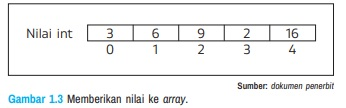 Nilai int 3 6 9 2 16
0 1 2 3 4
Sumber: dokumen penerbit
Gambar 1.3 Memberikan nilai ke array.